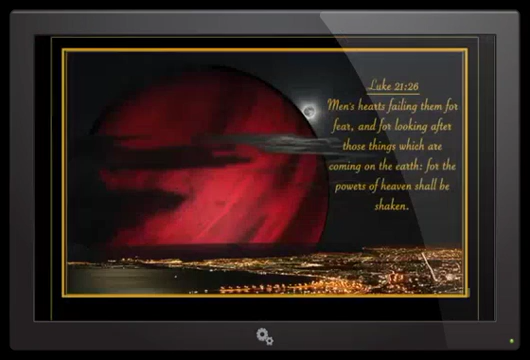 Luke 21:26
Men's hearts failing them for
fear, and for looking after
those things which are
coming on the earth: for the
powers of heaven shall be
shaken.